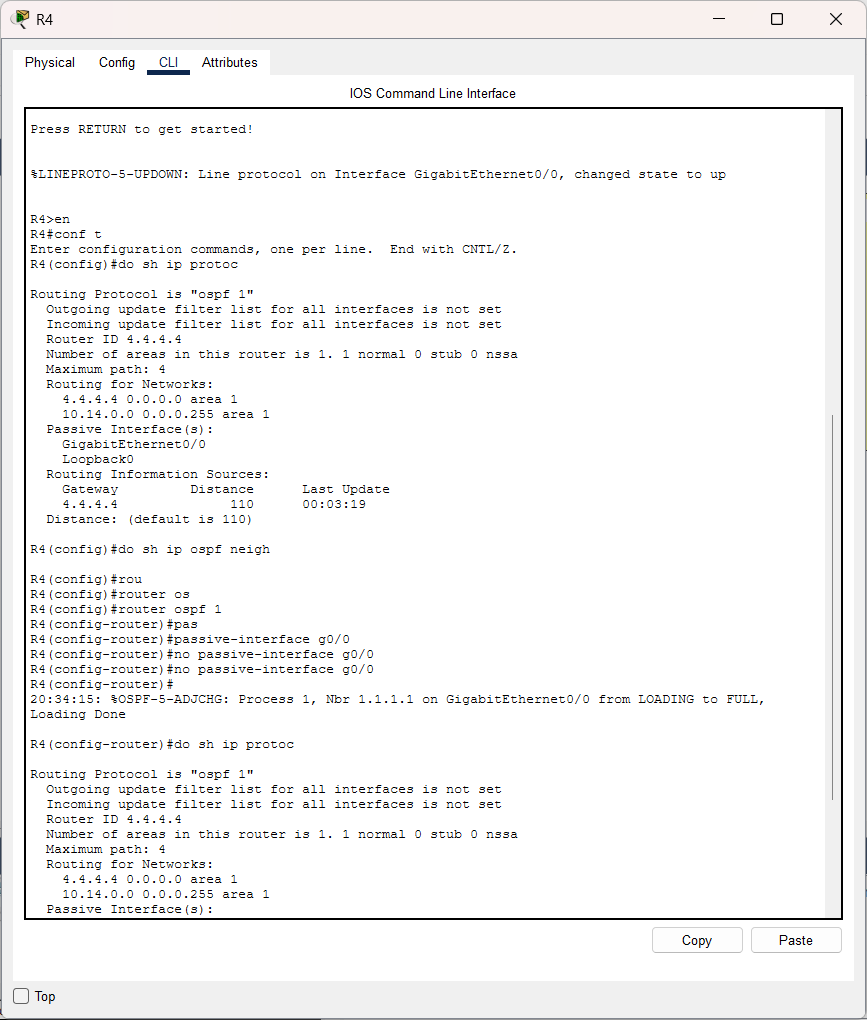 R4
Physical Config CLI Attributes
IOS Command Line Interface
Press RETURN to get started!
%LINEPROTO-5-UPDOWN: Line protocol on Interface GigabitEthernet0/0, changed state to up
R4>en
R4#conf t
Enter configuration commands, one per line.  End with CNTL/Z.
R4(config)#do sh ip protoc
Routing Protocol is "ospf 1"
  Outgoing update filter list for all interfaces is not set
  Incoming update filter list for all interfaces is not set
  Router ID 4.4.4.4
  Number of areas in this router is 1. 1 normal 0 stub 0 nssa
  Maximum path: 4
  Routing for Networks:
    4.4.4.4 0.0.0.0 area 1
    10.14.0.0 0.0.0.255 area 1
  Passive Interface(s):
    GigabitEthernet0/0
    Loopback0
  Routing Information Sources:
    Gateway         Distance      Last Update
    4.4.4.4              110      00:03:19
  Distance: (default is 110)
R4(config)#do sh ip ospf neigh
R4(config)#rou
R4(config)#router os
R4(config)#router ospf 1
R4(config-router)#pas
R4(config-router)#passive-interface g0/0
R4(config-router)#no passive-interface g0/0
R4(config-router)#no passive-interface g0/0
R4(config-router)#
20:34:15: %OSPF-5-ADJCHG: Process 1, Nbr 1.1.1.1 on GigabitEthernet0/0 from LOADING to FULL,
Loading Done
R4(config-router)#do sh ip protoc
Routing Protocol is "ospf 1"
  Outgoing update filter list for all interfaces is not set
  Incoming update filter list for all interfaces is not set
  Router ID 4.4.4.4
  Number of areas in this router is 1. 1 normal 0 stub 0 nssa
  Maximum path: 4
  Routing for Networks:
    4.4.4.4 0.0.0.0 area 1
    10.14.0.0 0.0.0.255 area 1
  Passive Interface(s):
Copy Paste
Top